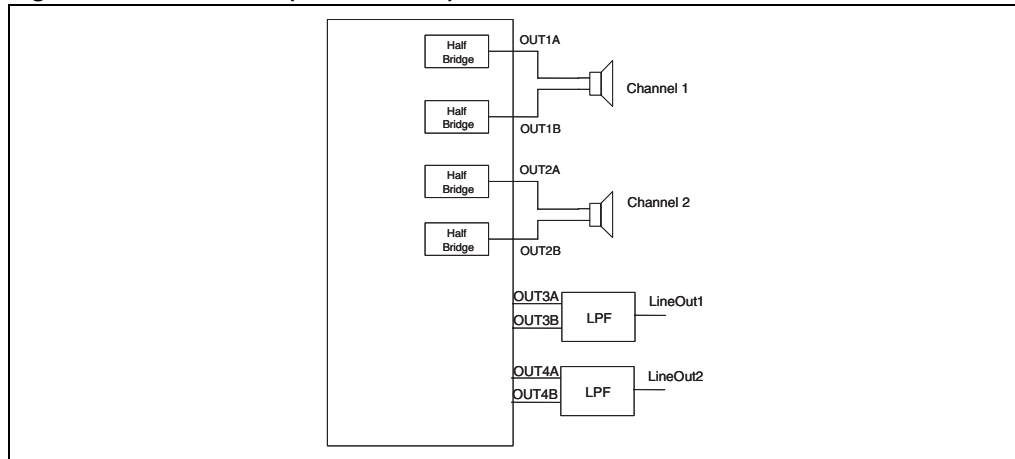 Half
Bridge
OUT1A
Channel 1
Half
Bridge
OUT1B
Half
Bridge
OUT2A
Channel 2
Half
Bridge
OUT2B
OUT3A
OUT3B
LPF
LineOut1
OUT4A
OUT4B
LPF
LineOut2